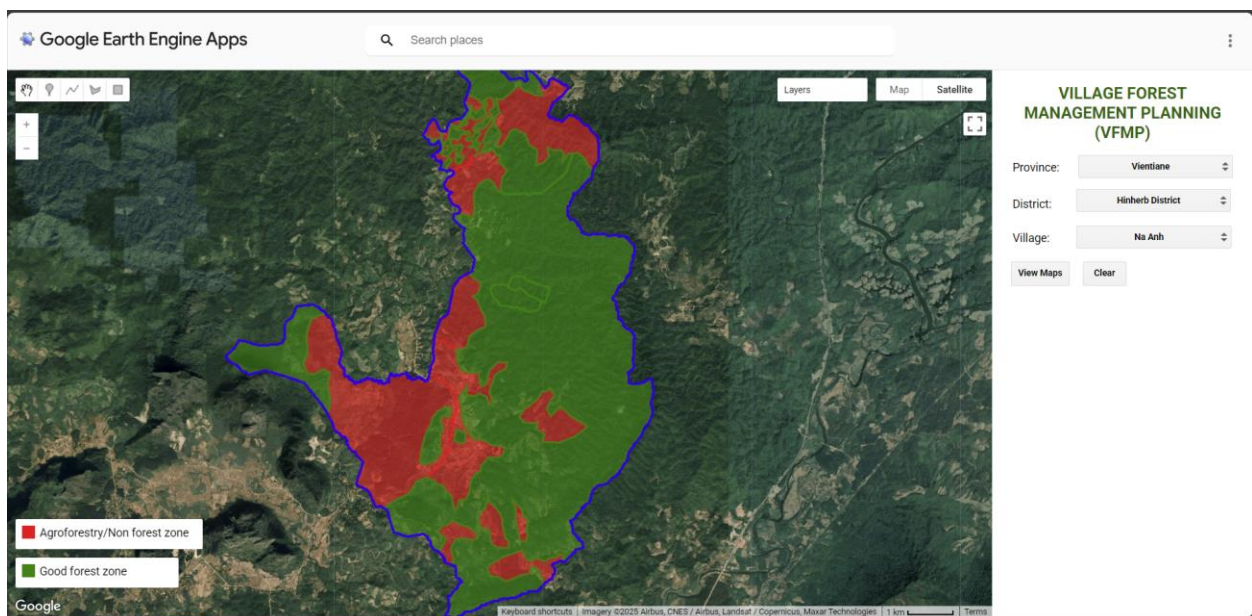 Google Earth Engine Apps
Search places
Layers
Map
Satellite
+
−
VILLAGE FOREST
MANAGEMENT PLANNING
(VFMP)
Province:
Vientiane
District:
Hinherb District
Village:
Na Anh
View Maps
Clear
Agroforestry/Non forest zone
Good forest zone
Google
Keyboard shortcuts
Imagery ©2025 Airbus, CNES / Airbus, Landsat / Copernicus, Maxar Technologies
1 km
Terms